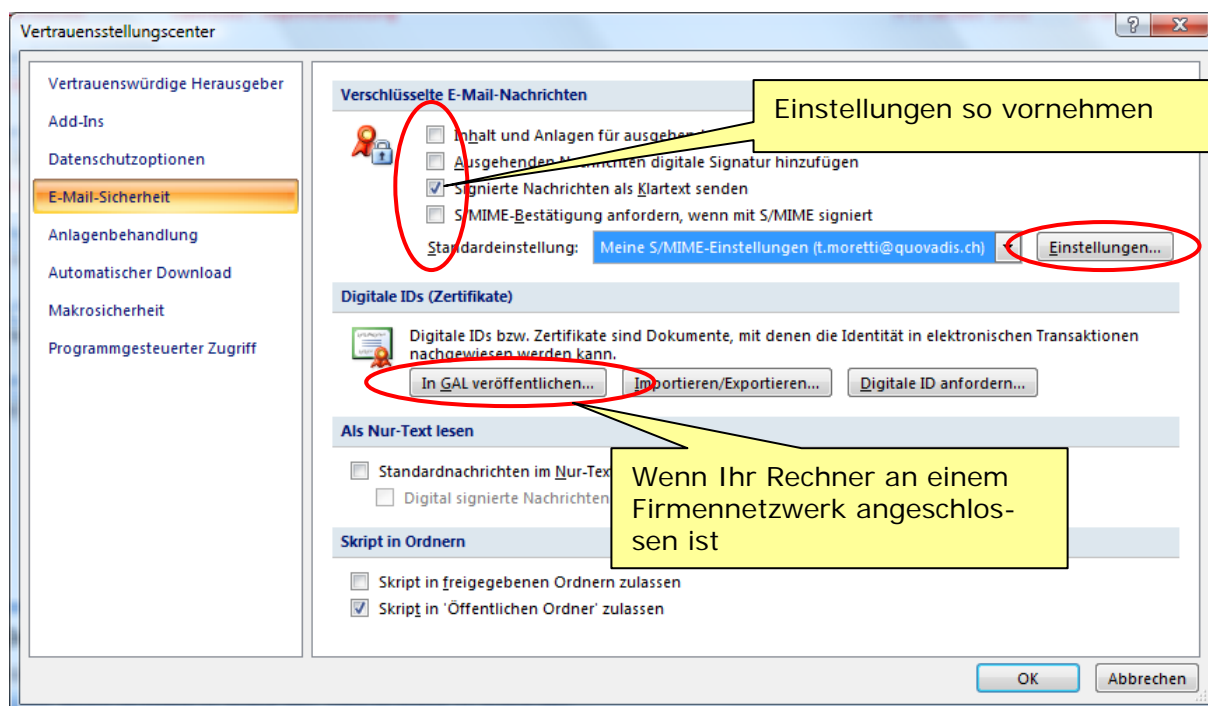 Vertrauensstellungscenter
Vertrauenswürdige Herausgeber
Add-Ins
Datenschutzoptionen
E-Mail-Sicherheit
Anlagenbehandlung
Automatischer Download
Makrosicherheit
Programmgesteuerter Zugriff
Verschlüsselte E-Mail-Nachrichten
Inhalt und Anlagen für
Ausgehenden Nachrichten digitale Signatur hinzufügen
Signierte Nachrichten als Klartext senden
S/MIME-Bestätigung anfordern, wenn mit S/MIME signiert
Standardeinstellung: Meine S/MIME-Einstellungen (t.moretti@quovadis.ch) Einstellungen...
Einstellungen so vornehmen
Digitale IDs (Zertifikate)
Digitale IDs bzw. Zertifikate sind Dokumente, mit denen die Identität in elektronischen Transaktionen
nachgewiesen werden kann.
In GAL veröffentlichen... Importieren/Exportieren... Digitale ID anfordern...
Als Nur-Text lesen
Standardnachrichten im
Digital signierte Nachrichten
Wenn Ihr Rechner an einem
Firmennetzwerk angeschlos-
sen ist
Skript in Ordnern
Skript in freigegebenen Ordnern zulassen
Skript in 'Öffentlichen Ordner' zulassen
OK Abbrechen